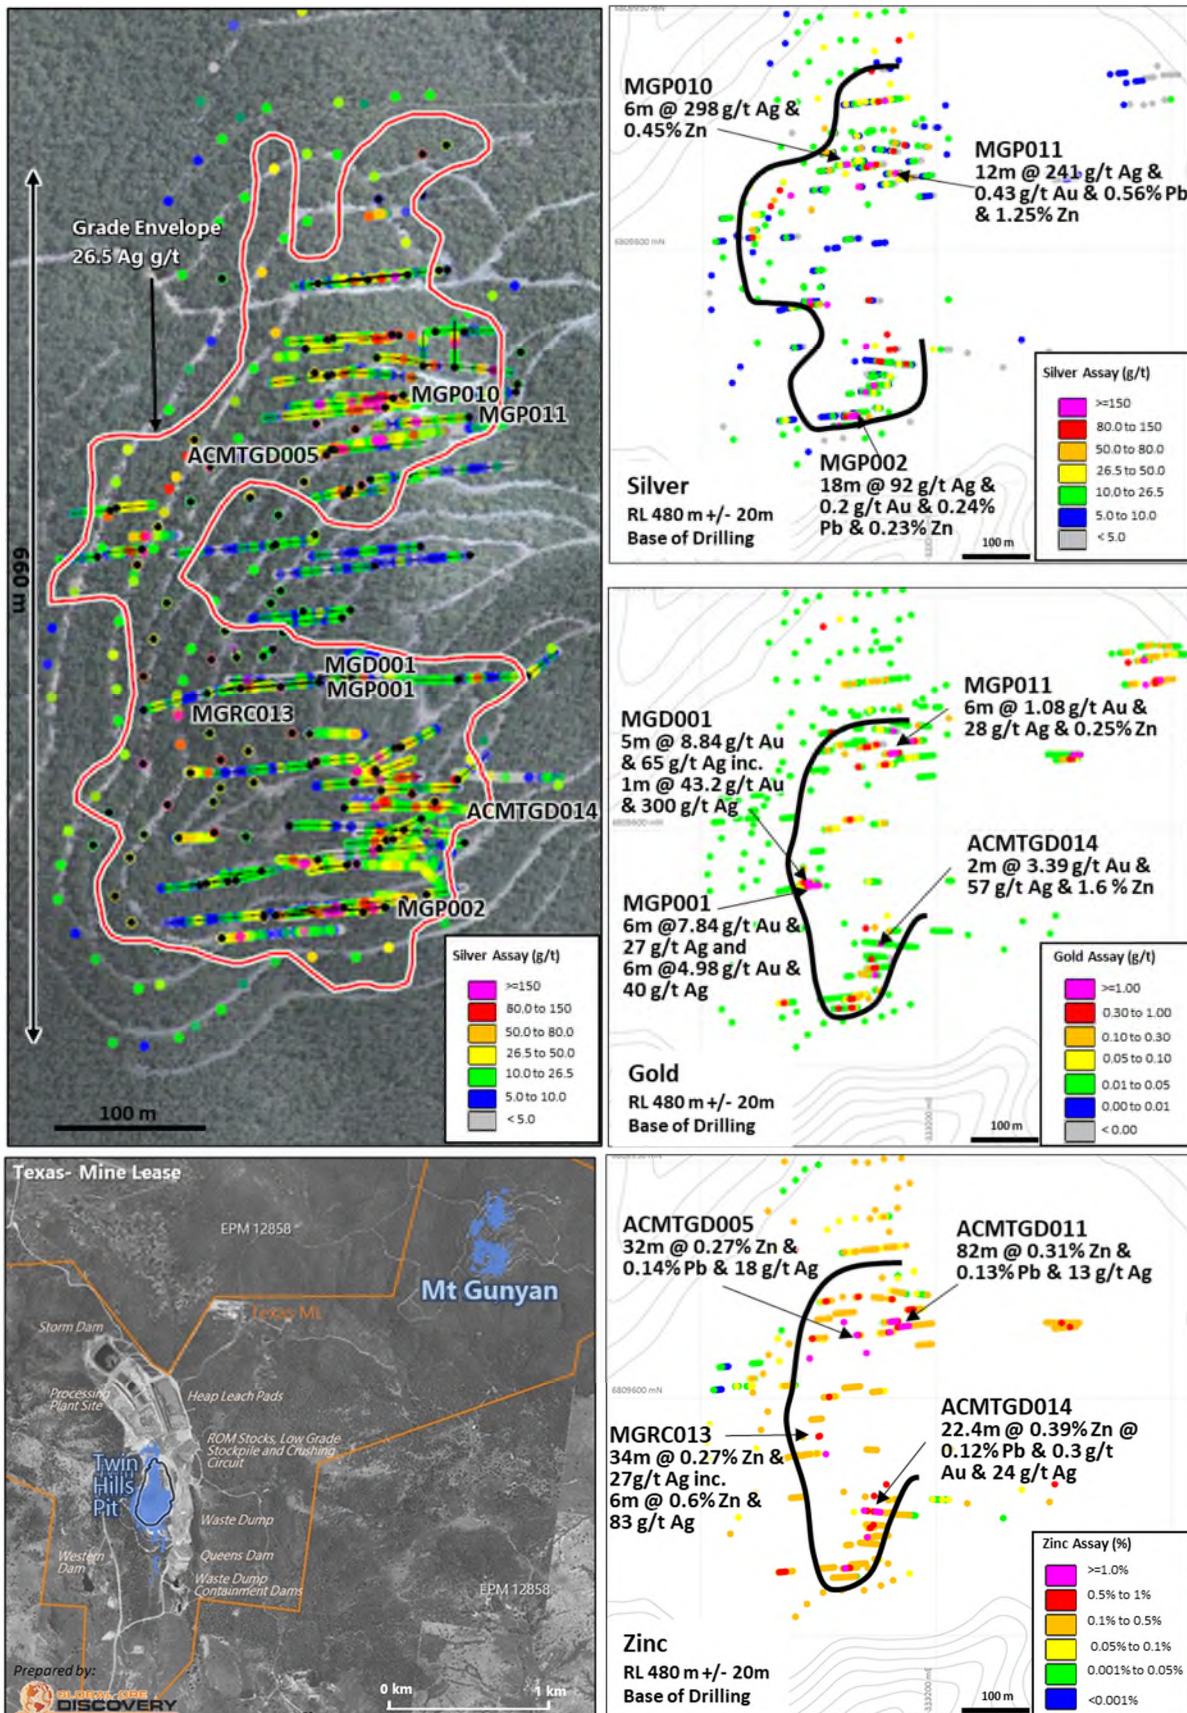 Grade Envelope
26.5 Ag g/t
660 m
MGP010
MGP011
ACMTGD005
MGD001
MGP001
MGRC013
ACMTGD014
MGP002
100 m
Silver Assay (g/t)
>=150
80.0 to 150
50.0 to 80.0
26.5 to 50.0
10.0 to 26.5
5.0 to 10.0
< 5.0
MGP010
6m @ 298 g/t Ag &
0.45% Zn
MGP011
12m @ 241 g/t Ag &
0.43 g/t Au & 0.56% Pb
& 1.25% Zn
6809600 mN
MGP002
18m @ 92 g/t Ag &
0.2 g/t Au & 0.24%
Pb & 0.23% Zn
Silver
RL 480 m +/- 20m
Base of Drilling
100 m
Silver Assay (g/t)
>=150
80.0 to 150
50.0 to 80.0
26.5 to 50.0
10.0 to 26.5
5.0 to 10.0
< 5.0
MGP011
6m @ 1.08 g/t Au &
28 g/t Ag & 0.25% Zn
MGD001
5m @ 8.84 g/t Au
& 65 g/t Ag inc.
1m @ 43.2 g/t Au
& 300 g/t Ag
6809600 mN
ACMTGD014
2m @ 3.39 g/t Au &
57 g/t Ag & 1.6 % Zn
MGP001
6m @7.84 g/t Au &
27 g/t Ag and
6m @4.98 g/t Au &
40 g/t Ag
Gold
RL 480 m +/- 20m
Base of Drilling
333200 mE
100 m
Gold Assay (g/t)
>=1.00
0.30 to 1.00
0.10 to 0.30
0.05 to 0.10
0.01 to 0.05
0.00 to 0.01
< 0.00
Texas- Mine Lease
EPM 12858
Mt Gunyan
Texas ML
Storm Dam
Processing
Plant Site
Heap Leach Pads
ROM Stocks, Low Grade
Stockpile and Crushing
Circuit
Twin
Hills
Pit
Waste Dump
Western
Dam
Queens Dam
Waste Dump
Containment Dams
EPM 12858
Prepared by:
GLOBAL ORE
DISCOVERY
0 km
1 km
ACMTGD005
32m @ 0.27% Zn &
0.14% Pb & 18 g/t Ag
ACMTGD011
82m @ 0.31% Zn &
0.13% Pb & 13 g/t Ag
6809600 mN
MGRC013
34m @ 0.27% Zn &
27g/t Ag inc.
6m @ 0.6% Zn &
83 g/t Ag
ACMTGD014
22.4m @ 0.39% Zn @
0.12% Pb & 0.3 g/t
Au & 24 g/t Ag
Zinc
RL 480 m +/- 20m
Base of Drilling
333200 mE
100 m
Zinc Assay (%)
>=1.0%
0.5% to 1%
0.1% to 0.5%
0.05% to 0.1%
0.001% to 0.05%
<0.001%